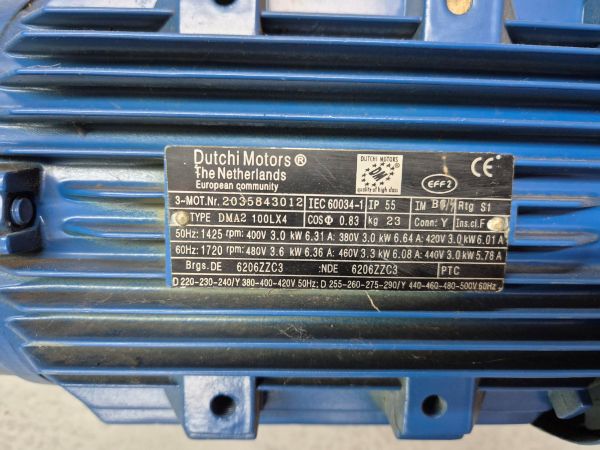 Dutchi Motors ®
The Netherlands
European community
DUTCHI MOTORS
DM
quality of high class
EFF2
CE
3-MOT.Nr. 2035843012 IEC 60034-1 IP 55 IM Rtg S1
TYPE DMA2 100LX4 COSΦ 0.83 kg 23 Conn: Y Ins.cl.F
50Hz: 1425 rpm: 400V 3.0 kW 6.31 A: 380V 3.0 kW 6.64 A: 420V 3.0 kW 6.01 A
60Hz: 1720 rpm: 480V 3.6 kW 6.36 A: 460V 3.3 kW 6.08 A: 440V 3.0 kW 5.78 A
Brgs.DE 6206ZZC3 :NDE 6206ZZC3 PTC
D 220-230-240/Y 380-400-420V 50Hz; D 255-260-275-290/Y 440-460-480-500V 60Hz